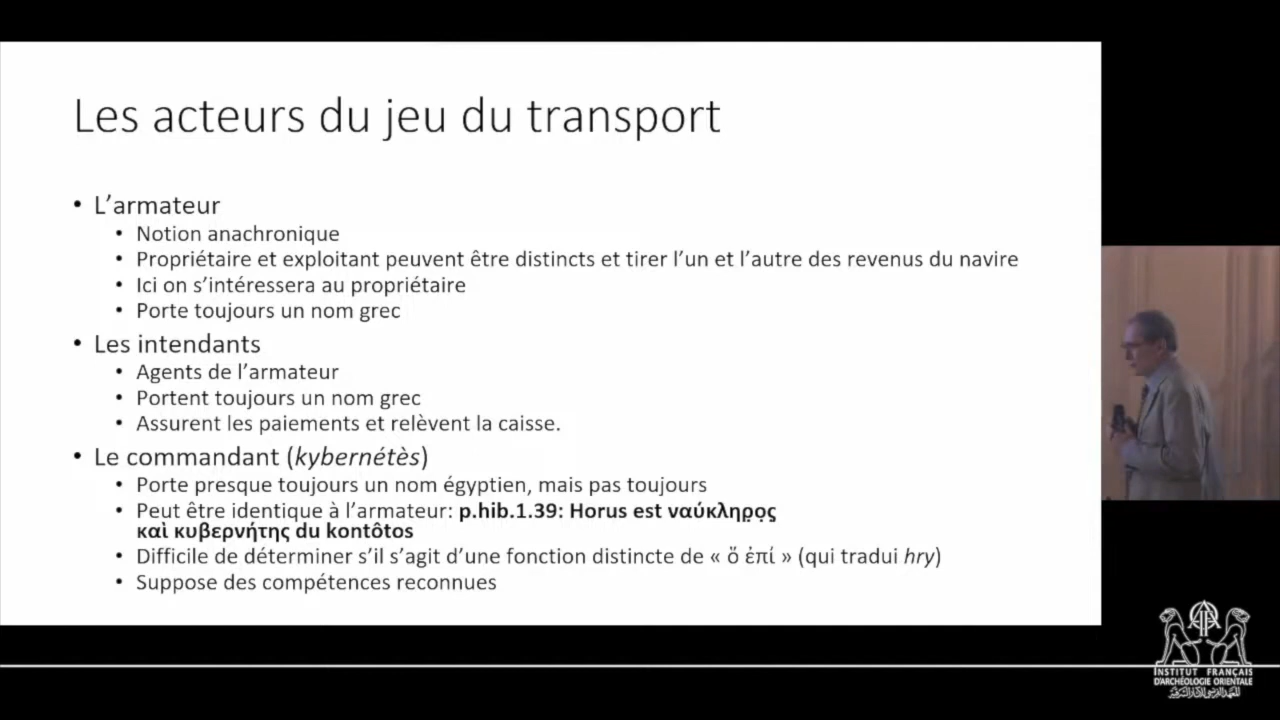 Les acteurs du jeu du transport
• L’armateur
• Notion anachronique
• Propriétaire et exploitant peuvent être distincts et tirer l’un et l’autre des revenus du navire
• Ici on s’intéressera au propriétaire
• Porte toujours un nom grec
• Les intendants
• Agents de l’armateur
• Portent toujours un nom grec
• Assurent les paiements et relèvent la caisse.
• Le commandant (kybernétès)
• Porte presque toujours un nom égyptien, mais pas toujours
• Peut être identique à l’armateur: p.hib.1.39: Horus est ναύκλη̣ρ̣ο̣ς
καὶ κυβερνήτης du kontôtos
• Difficile de déterminer s’il s’agit d’une fonction distincte de « ὅ ἐπί » (qui tradui hry)
• Suppose des compétences reconnues
INSTITUT FRANÇAIS
D'ARCHÉOLOGIE ORIENTALE